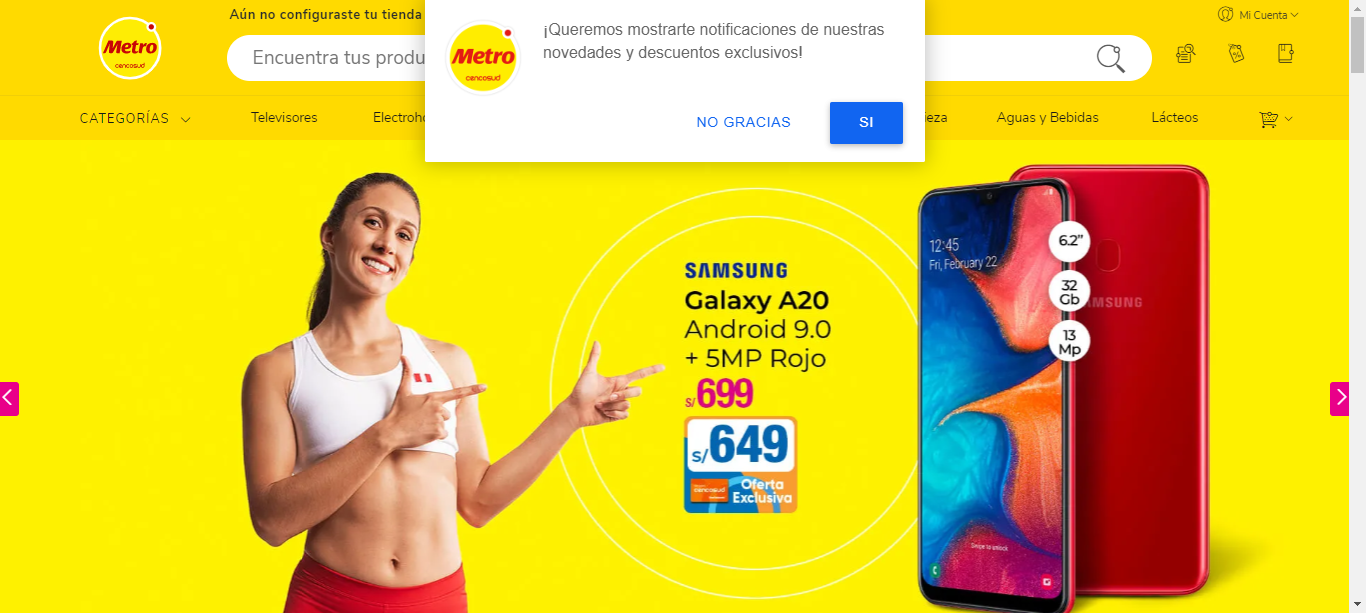 Aún no configuraste tu tienda
Metro
cencosud
Encuentra tus produ
Mi Cuenta
Metro
cencosud
¡Queremos mostrarte notificaciones de nuestras
novedades y descuentos exclusivos!
NO GRACIAS
SI
CATEGORÍAS
Televisores
Electroho
ieza
Aguas y Bebidas
Lácteos
SAMSUNG
Galaxy A20
Android 9.0
+ 5MP Rojo
S/699
S/649
cencosud
Oferta
Exclusiva
12:45
Fri, February 22
Swipe to unlock
6.2”
32
Gb
13
Mp
SAMSUNG